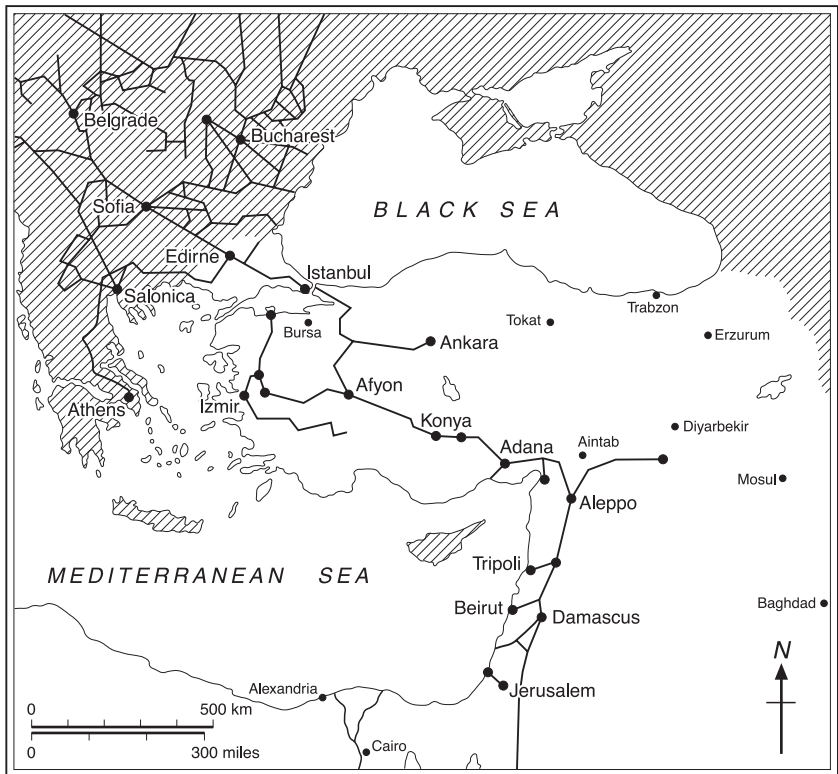 Belgrade
Bucharest
Sofia
BLACK SEA
Edirne
Istanbul
Salonica
Trabzon
Bursa
Tokat
Erzurum
Ankara
Athens
Izmir
Afyon
Konya
Diyarbekir
Adana
Aintab
Mosul
Aleppo
Tripoli
MEDITERRANEAN SEA
Beirut
Damascus
Baghdad
N
Alexandria
Jerusalem
0 500 km
0 300 miles
Cairo